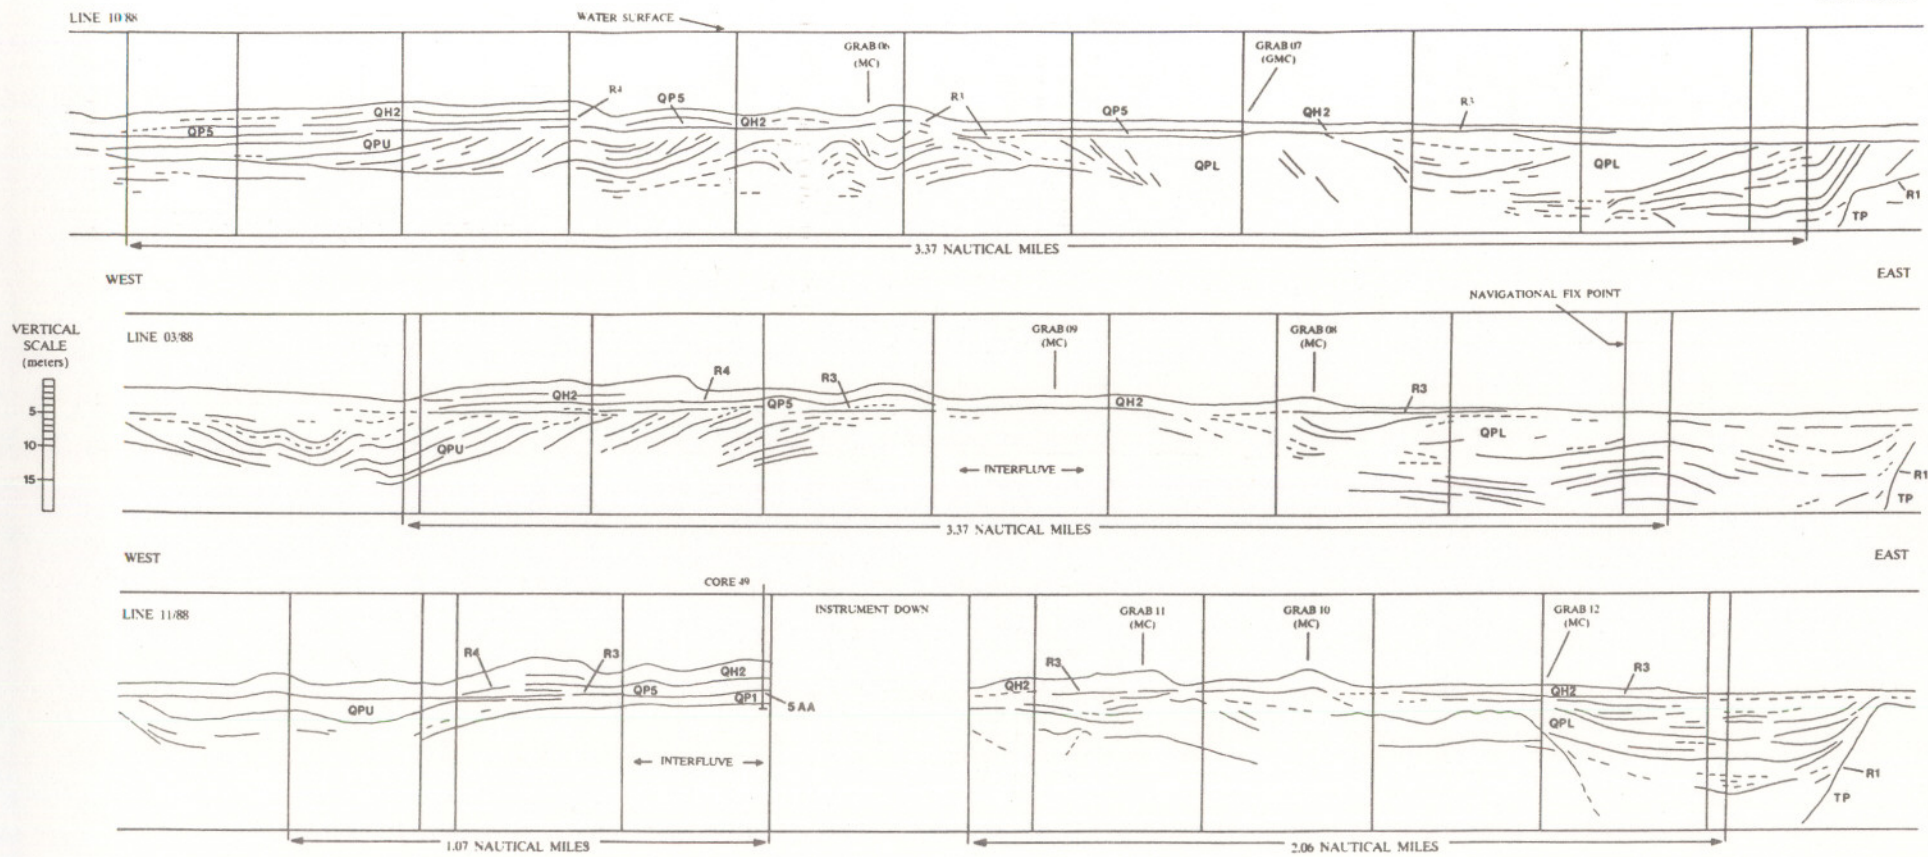 LINE 10/88
WATER SURFACE
GRAB 06
(MC)
GRAB 07
(GMC)
R4
QP5
QH2
QP5
QPU
QH2
R3
QP5
QH2
R3
QPL
QPL
R1
TP
3.37 NAUTICAL MILES
WEST
EAST
NAVIGATIONAL FIX POINT
VERTICAL
SCALE
(meters)
5
10
15
LINE 03/88
GRAB 09
(MC)
GRAB 08
(MC)
R4
R3
QH2
QP5
QH2
R3
QPU
QPL
INTERFLUVE
R1
TP
3.37 NAUTICAL MILES
WEST
EAST
CORE 49
LINE 11/88
INSTRUMENT DOWN
GRAB 11
(MC)
GRAB 10
(MC)
GRAB 12
(MC)
R4
R3
QH2
QP5
QP1
5 AA
QPU
INTERFLUVE
QH2
R3
R3
QH2
QPL
R1
TP
1.07 NAUTICAL MILES
2.06 NAUTICAL MILES